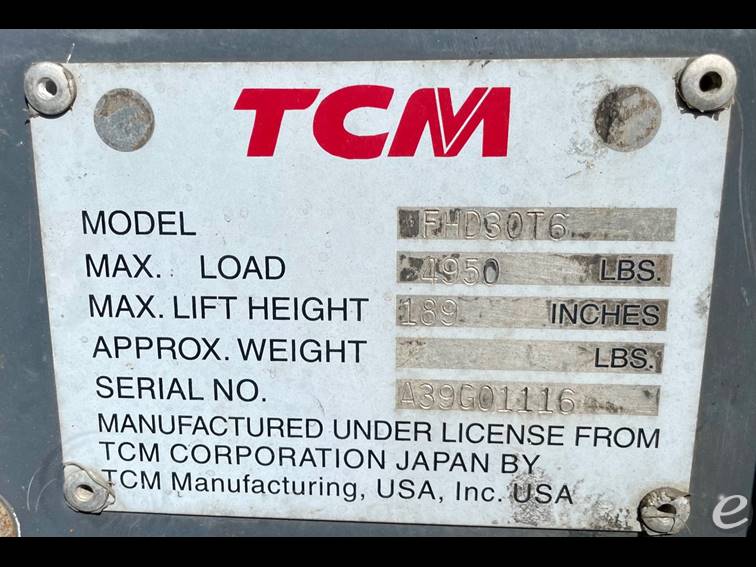 TCM
MODEL FHD30T6
MAX. LOAD 4950 LBS.
MAX. LIFT HEIGHT 189 INCHES
APPROX. WEIGHT LBS.
SERIAL NO. A39G01116
MANUFACTURED UNDER LICENSE FROM
TCM CORPORATION JAPAN BY
TCM Manufacturing, USA, Inc. USA
e